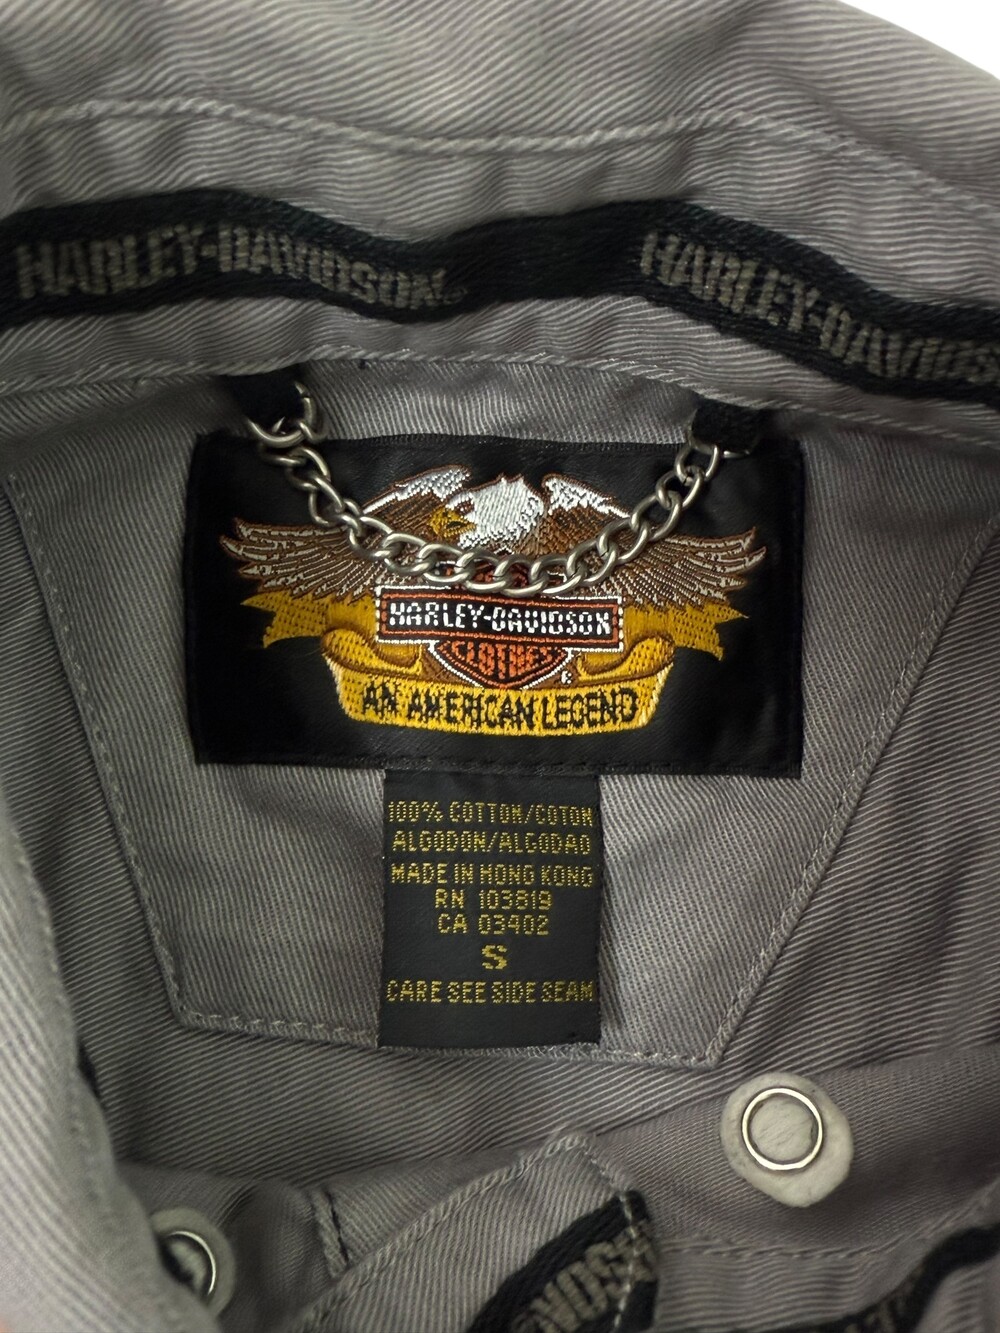 HARLEY-DAVIDSON HARLEY-DAVIDS
HARLEY-DAVIDSON
CLOTHES
®
AN AMERICAN LEGEND
100% COTTON/COTON
ALGODON/ALGODAO
MADE IN HONG KONG
RN 103819
CA 03402
S
CARE SEE SIDE SEAM